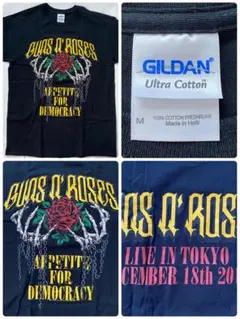 GUNS N' ROSES
APPETITE
FOR
DEMOCRACY
GILDAN
Ultra Cotton
M
100% COTTON PRESHRUNK
Made in Haiti
GUNS N' ROSES
APPETITE
FOR
DEMOCRACY
NS N' ROS
LIVE IN TOKYO
CEMBER 18th 20